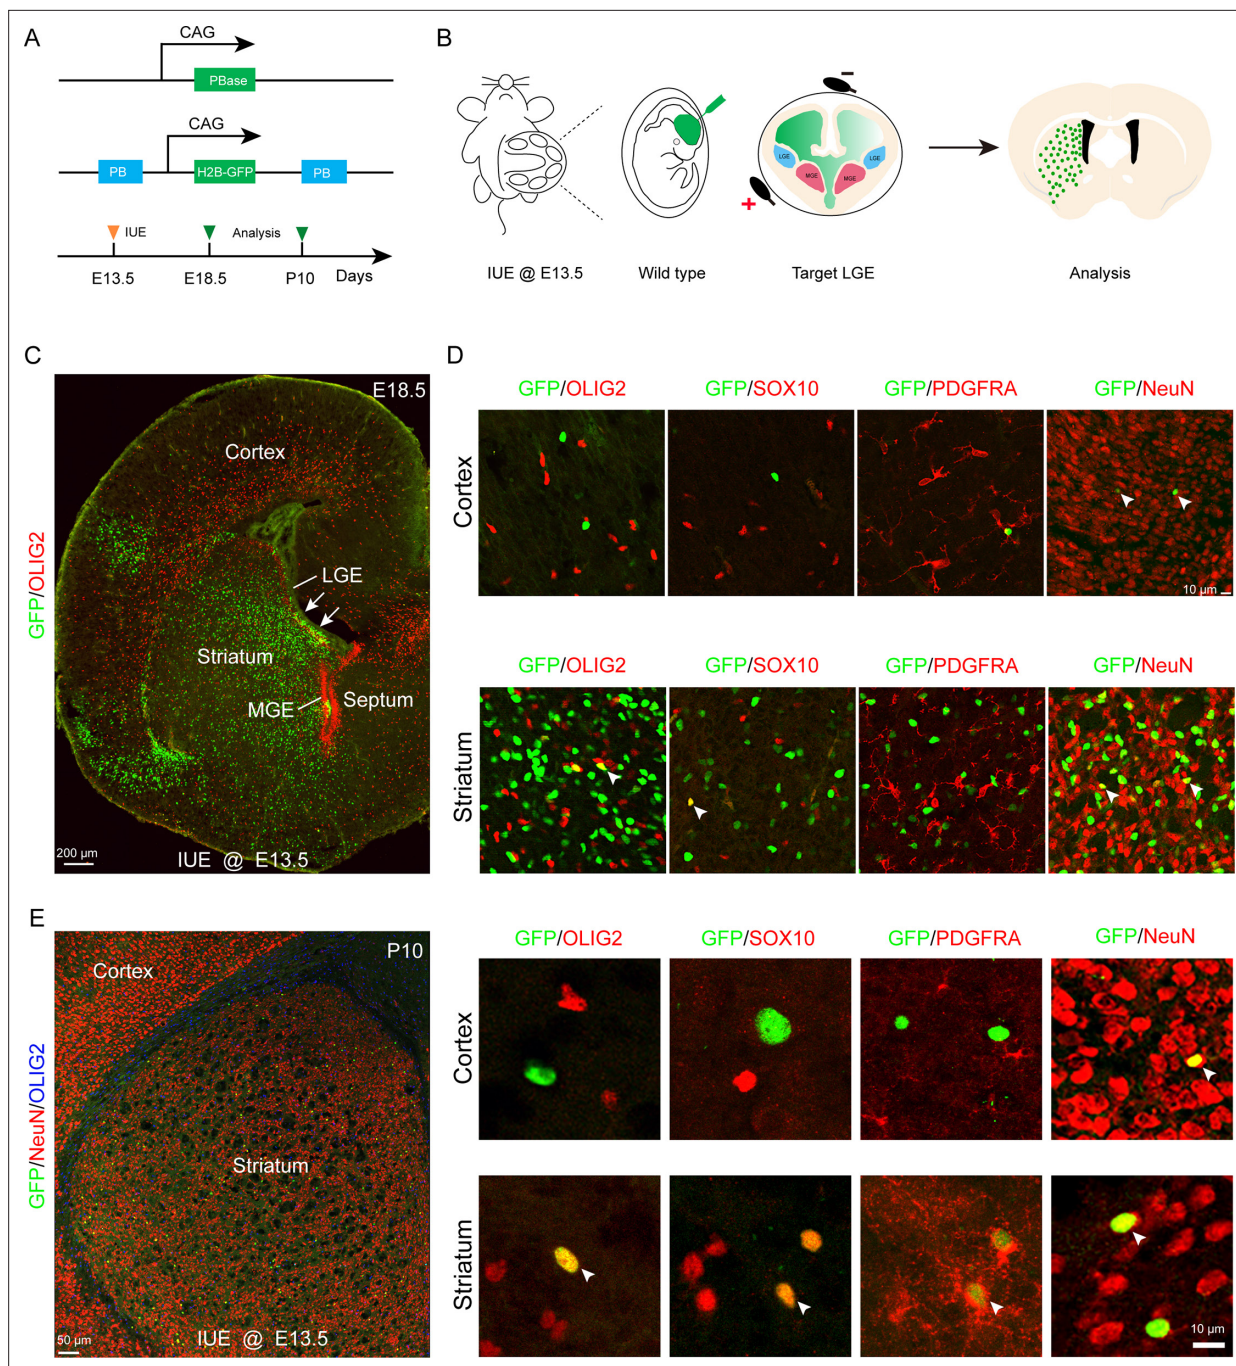 A
CAG
PBase
CAG
PB
H2B-GFP
PB
IUE
Analysis
E13.5
E18.5
P10
Days
B
LGE
LGE
MGE
MGE
IUE @ E13.5
Wild type
Target LGE
Analysis
C
GFP/OLIG2
E18.5
Cortex
LGE
Striatum
MGE
Septum
200 µm
IUE @ E13.5
D
GFP/OLIG2
GFP/SOX10
GFP/PDGFRA
GFP/NeuN
Cortex
10 µm
GFP/OLIG2
GFP/SOX10
GFP/PDGFRA
GFP/NeuN
Striatum
E
GFP/NeuN/OLIG2
P10
Cortex
Striatum
50 µm
IUE @ E13.5
GFP/OLIG2
GFP/SOX10
GFP/PDGFRA
GFP/NeuN
Cortex
Striatum
10 µm